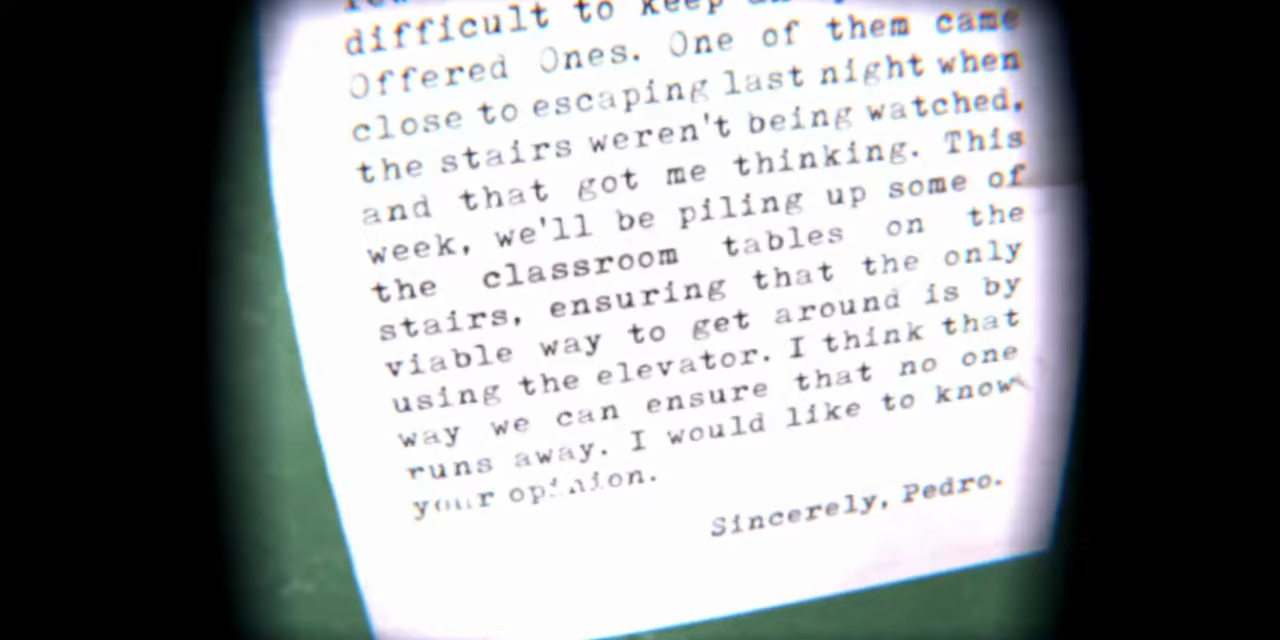 difficult to keep
Offered Ones. One of them came
close to escaping last night when
the stairs weren't being watched,
and that got me thinking. This
week, we'll be piling up some of
the classroom tables on the
stairs, ensuring that the only
viable way to get around is by
using the elevator. I think that
way we can ensure that no one
runs away. I would like to know
your opinion.
Sincerely, Pedro.